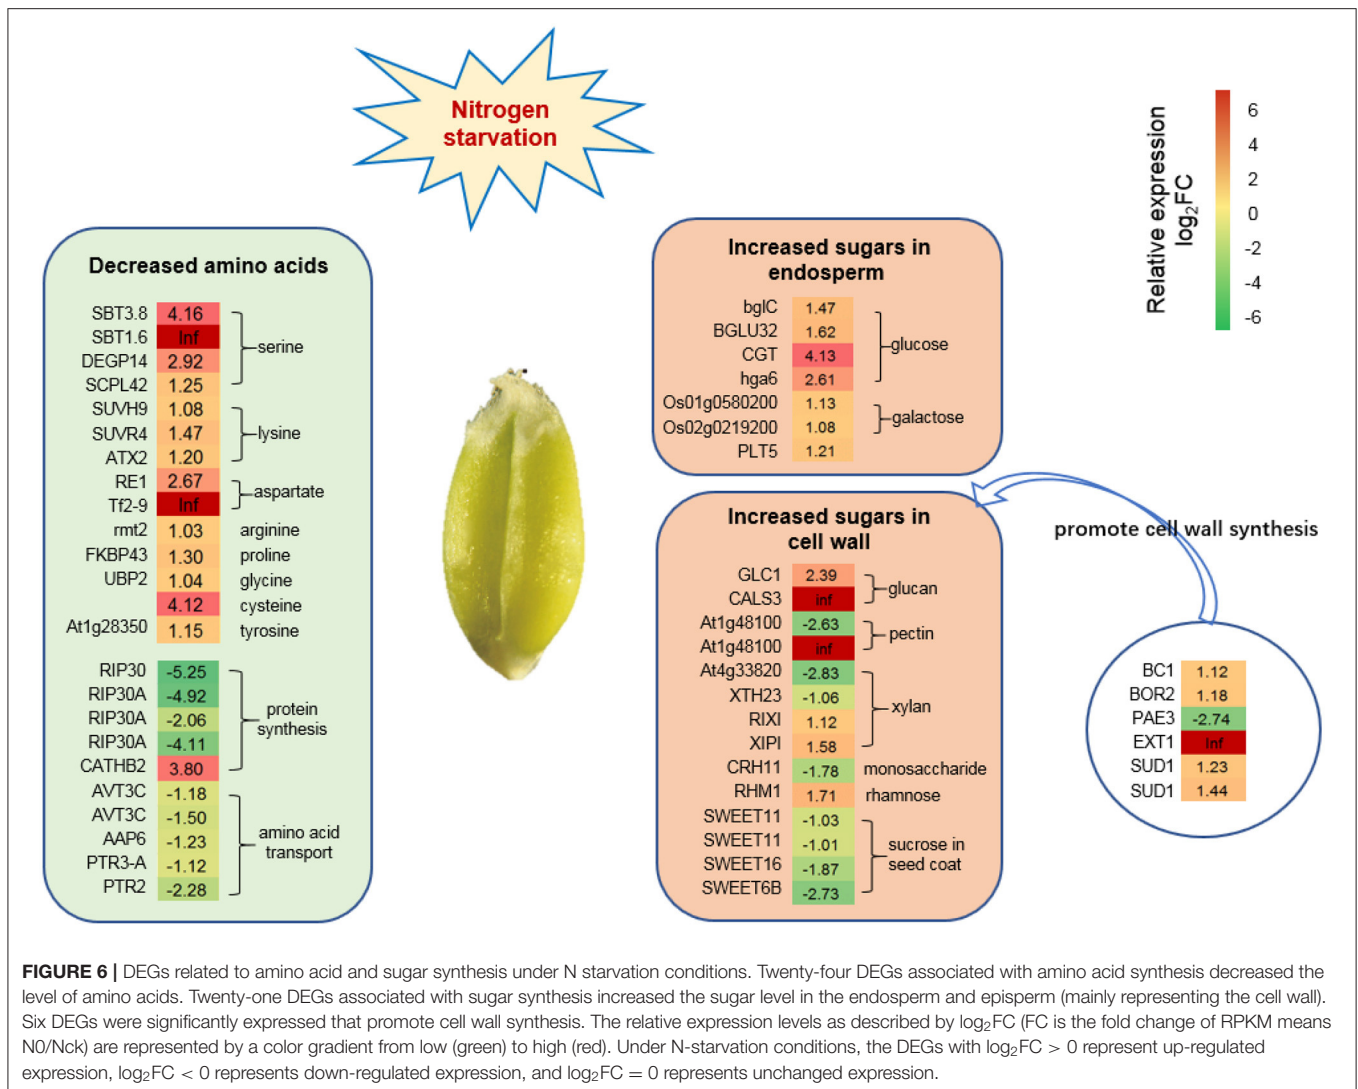 Nitrogen
starvation
Relative expression
log2FC
6
4
2
0
-2
-4
-6
Decreased amino acids
SBT3.8 4.16
SBT1.6 Inf
DEGP14 2.92
SCPL42 1.25
serine
SUVH9 1.08
SUVR4 1.47
ATX2 1.20
lysine
RE1 2.67
Tf2-9 Inf
aspartate
rmt2 1.03 arginine
FKBP43 1.30 proline
UBP2 1.04 glycine
4.12 cysteine
At1g28350 1.15 tyrosine
RIP30 -5.25
RIP30A -4.92
RIP30A -2.06
RIP30A -4.11
CATHB2 3.80
protein
synthesis
AVT3C -1.18
AVT3C -1.50
AAP6 -1.23
PTR3-A -1.12
PTR2 -2.28
amino acid
transport
Increased sugars in
endosperm
bglC 1.47
BGLU32 1.62
CGT 4.13
hga6 2.61
glucose
Os01g0580200 1.13
Os02g0219200 1.08
galactose
PLT5 1.21
Increased sugars in
cell wall
GLC1 2.39
CALS3 inf
glucan
At1g48100 -2.63
At1g48100 inf
pectin
At4g33820 -2.83
XTH23 -1.06
RIXI 1.12
XIPI 1.58
xylan
CRH11 -1.78 monosaccharide
RHM1 1.71 rhamnose
SWEET11 -1.03
SWEET11 -1.01
SWEET16 -1.87
SWEET6B -2.73
sucrose in
seed coat
promote cell wall synthesis
BC1 1.12
BOR2 1.18
PAE3 -2.74
EXT1 Inf
SUD1 1.23
SUD1 1.44
FIGURE 6 | DEGs related to amino acid and sugar synthesis under N starvation conditions. Twenty-four DEGs associated with amino acid synthesis decreased the
level of amino acids. Twenty-one DEGs associated with sugar synthesis increased the sugar level in the endosperm and episperm (mainly representing the cell wall).
Six DEGs were significantly expressed that promote cell wall synthesis. The relative expression levels as described by log2FC (FC is the fold change of RPKM means
N0/Nck) are represented by a color gradient from low (green) to high (red). Under N-starvation conditions, the DEGs with log2FC > 0 represent up-regulated
expression, log2FC < 0 represents down-regulated expression, and log2FC = 0 represents unchanged expression.